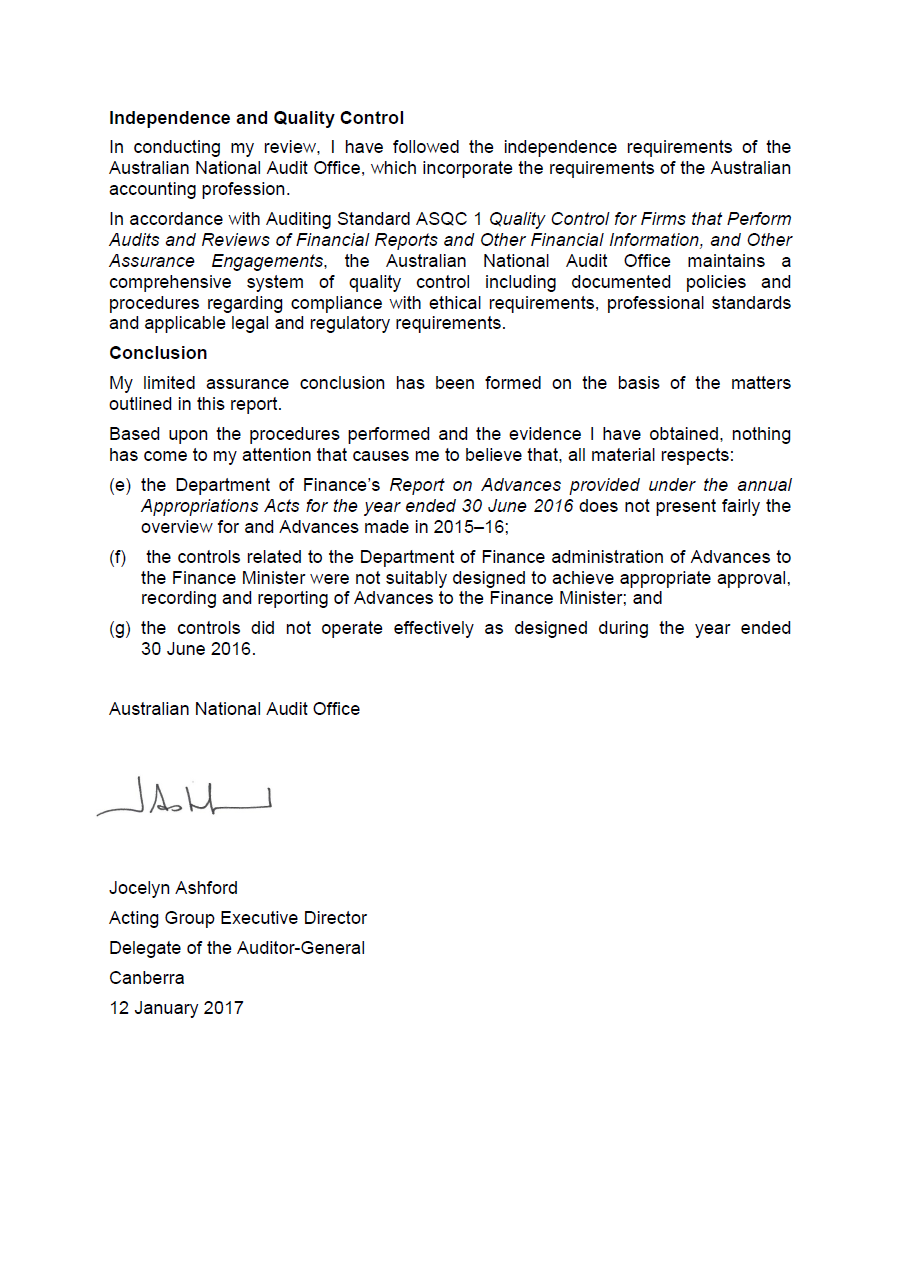 Independence and Quality Control
In conducting my review, I have followed the independence requirements of the
Australian National Audit Office, which incorporate the requirements of the Australian
accounting profession.
In accordance with Auditing Standard ASQC 1 Quality Control for Firms that Perform
Audits and Reviews of Financial Reports and Other Financial Information, and Other
Assurance Engagements, the Australian National Audit Office maintains a
comprehensive system of quality control including documented policies and
procedures regarding compliance with ethical requirements, professional standards
and applicable legal and regulatory requirements.
Conclusion
My limited assurance conclusion has been formed on the basis of the matters
outlined in this report.
Based upon the procedures performed and the evidence I have obtained, nothing
has come to my attention that causes me to believe that, all material respects:
(e) the Department of Finance's Report on Advances provided under the annual
Appropriations Acts for the year ended 30 June 2016 does not present fairly the
overview for and Advances made in 2015–16;
(f) the controls related to the Department of Finance administration of Advances to
the Finance Minister were not suitably designed to achieve appropriate approval,
recording and reporting of Advances to the Finance Minister; and
(g) the controls did not operate effectively as designed during the year ended
30 June 2016.
Australian National Audit Office
Jocelyn Ashford
Acting Group Executive Director
Delegate of the Auditor-General
Canberra
12 January 2017